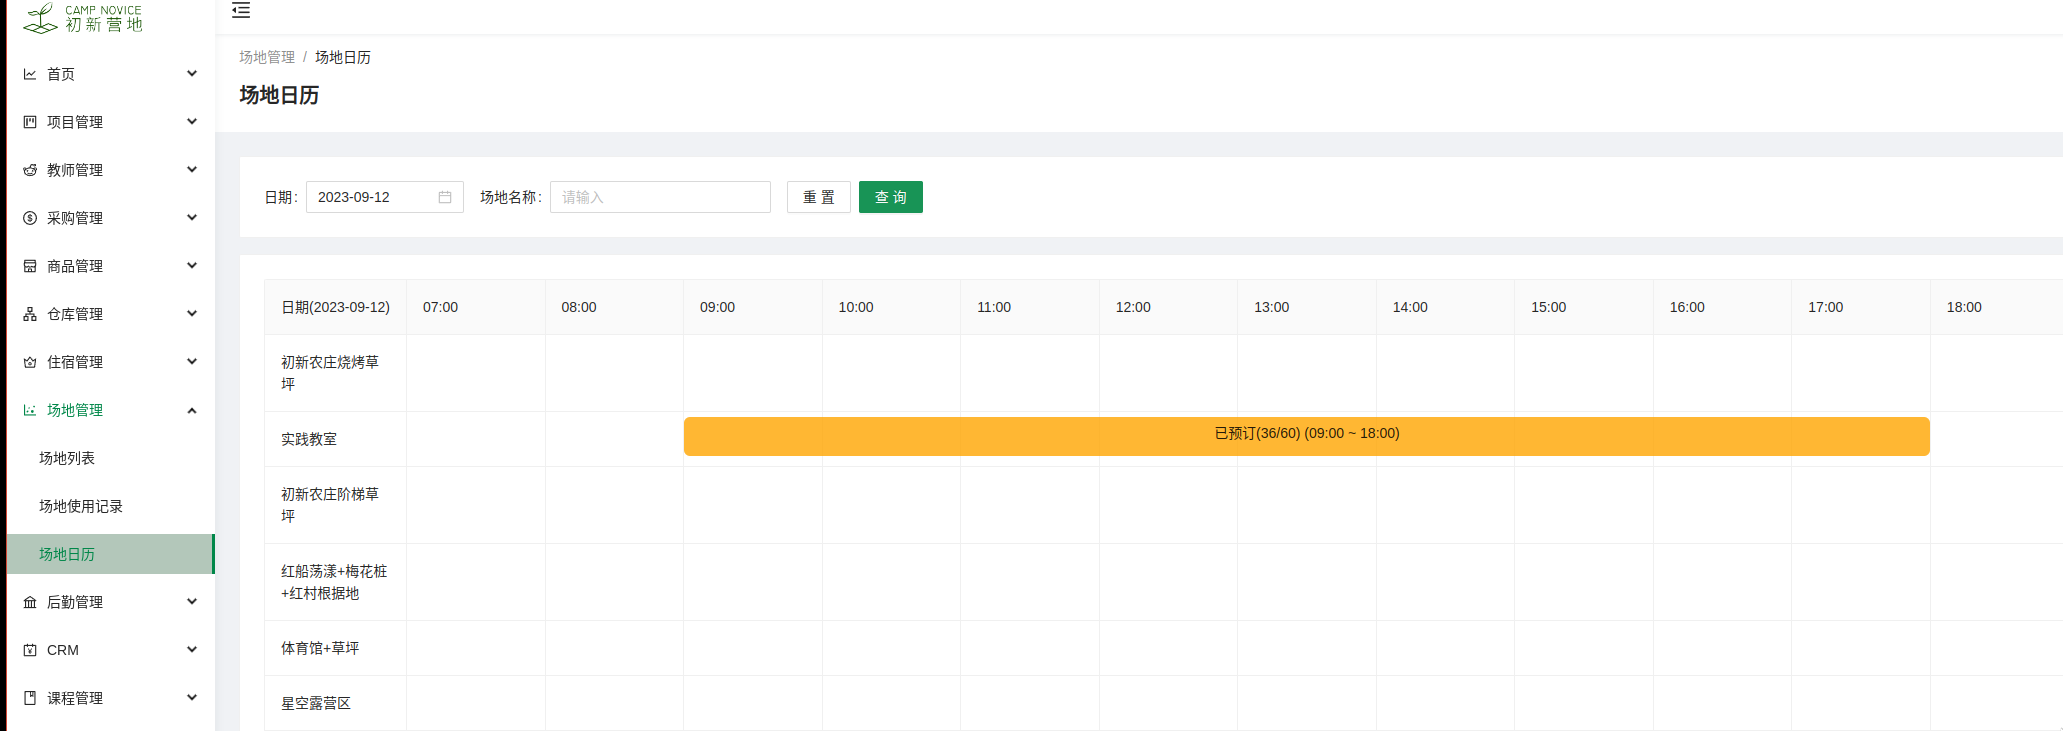 CAMP NOVICE
初新营地
首页
项目管理
教师管理
采购管理
商品管理
仓库管理
住宿管理
场地管理
场地列表
场地使用记录
场地日历
后勤管理
CRM
课程管理
场地管理 / 场地日历
场地日历
日期: 2023-09-12 场地名称: 请输入 重 置 查 询
日期(2023-09-12) 07:00 08:00 09:00 10:00 11:00 12:00 13:00 14:00 15:00 16:00 17:00 18:00
初新农庄烧烤草
坪
实践教室 已预订(36/60) (09:00 ~ 18:00)
初新农庄阶梯草
坪
红船荡漾+梅花桩
+红村根据地
体育馆+草坪
星空露营区